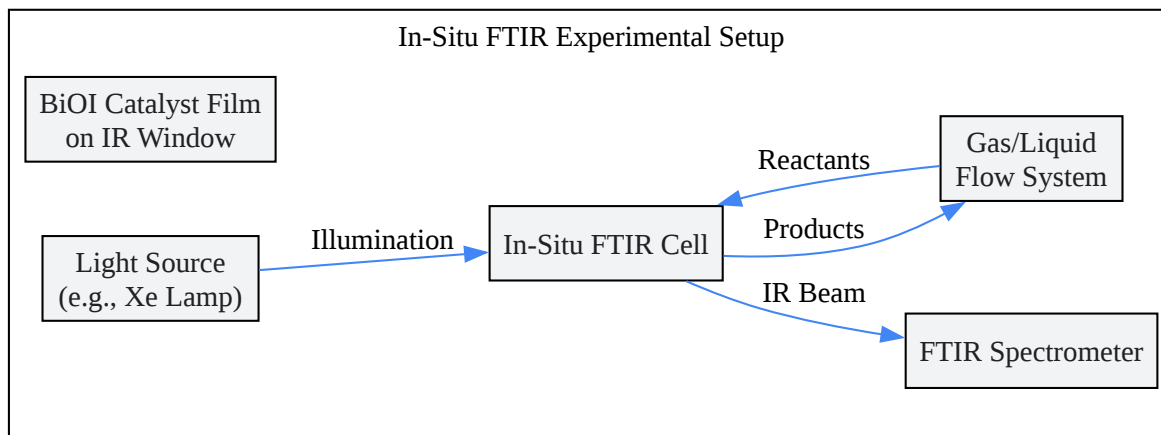 In-Situ FTIR Experimental Setup
BiOI Catalyst Film
on IR Window
Gas/Liquid
Flow System
Reactants
Illumination
In-Situ FTIR Cell
Products
Light Source
(e.g., Xe Lamp)
IR Beam
FTIR Spectrometer